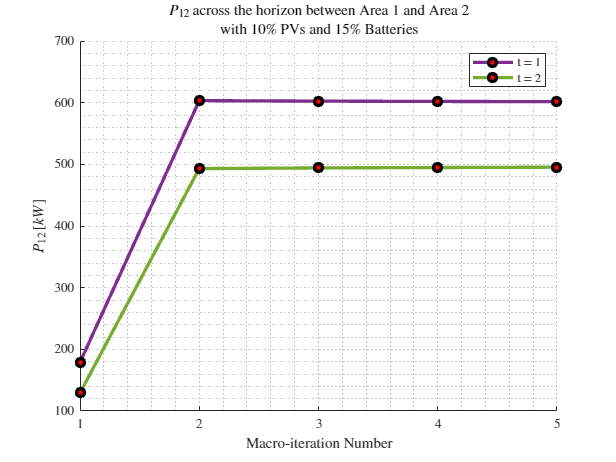 P12 across the horizon between Area 1 and Area 2
with 10% PVs and 15% Batteries
700
600
500
400
300
200
100
P12 [kW]
t = 1
t = 2
1
2
3
4
5
Macro-iteration Number